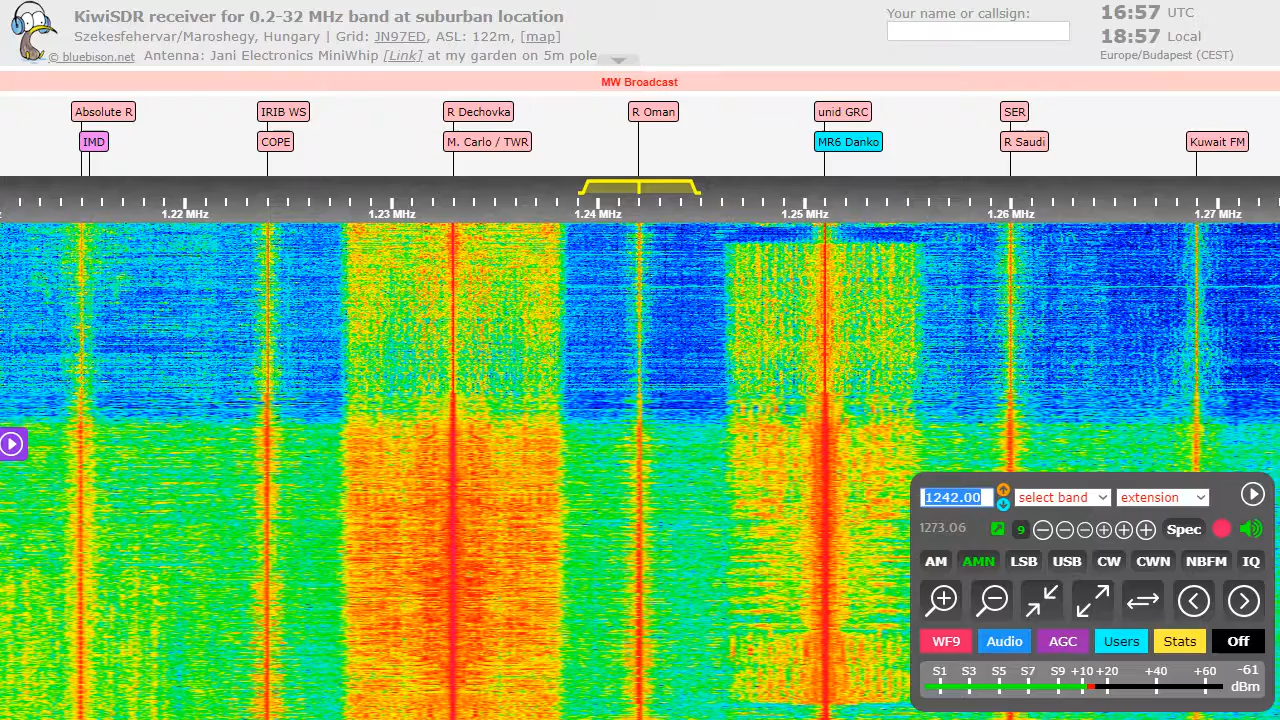 KiwiSDR receiver for 0.2-32 MHz band at suburban location
Szekesfehervar/Maroshegy, Hungary | Grid: JN97ED, ASL: 122m, [map]
© bluebison.net Antenna: Jani Electronics MiniWhip [Link] at my garden on 5m pole
Your name or callsign:
16:57 UTC
18:57 Local
Europe/Budapest (CEST)
MW Broadcast
Absolute R IRIB WS R Dechovka R Oman unid GRC SER
IMD COPE M. Carlo / TWR MR6 Danko R Saudi Kuwait FM
z 1.22 MHz 1.23 MHz 1.24 MHz 1.25 MHz 1.26 MHz 1.27 MHz
1242.00 select band extension
1273.06 9 Spec
AM AMN LSB USB CW CWN NBFM IQ
WF9 Audio AGC Users Stats Off
S1 S3 S5 S7 S9 +10 +20 +40 +60 -61
dBm